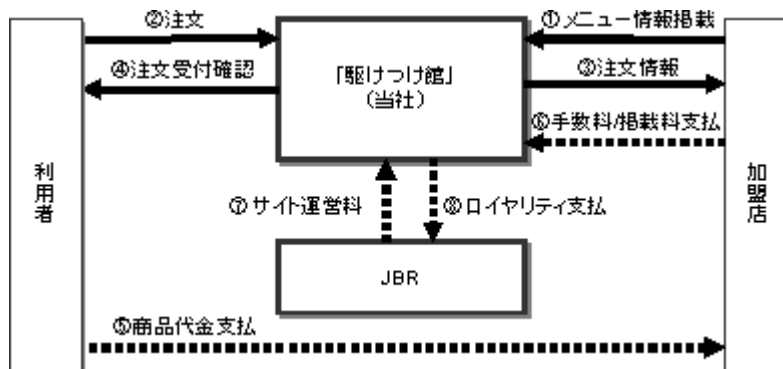 ②注文
①メニュー情報掲載
④注文受付確認
「駆けつけ館」
（当社）
③注文情報
⑥手数料/掲載料支払
利用者
加盟店
⑦サイト運営料
⑧ロイヤリティ支払
JBR
⑤商品代金支払